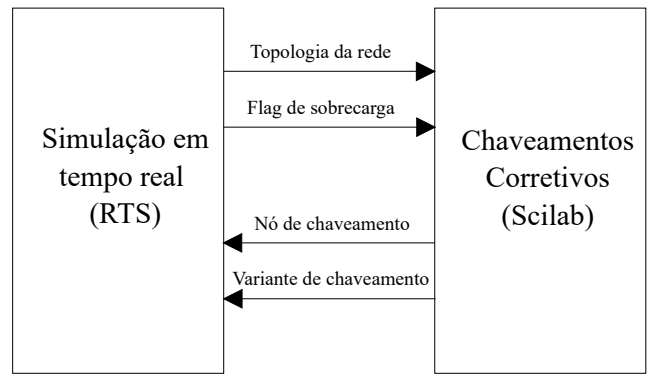 Simulação em
tempo real
(RTS)
Topologia da rede
Flag de sobrecarga
Nó de chaveamento
Variante de chaveamento
Chaveamentos
Corretivos
(Scilab)